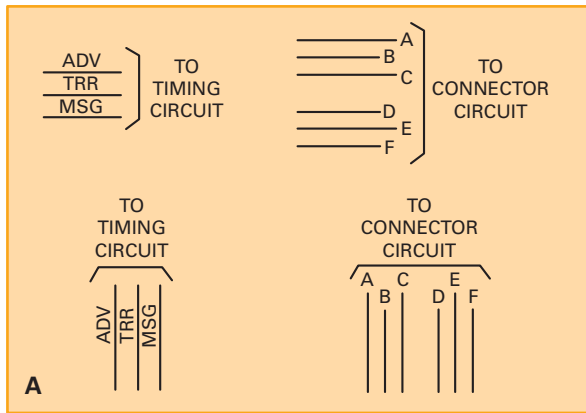 ADV
TRR
MSG
TO
TIMING
CIRCUIT
A
B
C
D
E
F
TO
CONNECTOR
CIRCUIT
TO
TIMING
CIRCUIT
ADV
TRR
MSG
TO
CONNECTOR
CIRCUIT
A C E
B D F
A